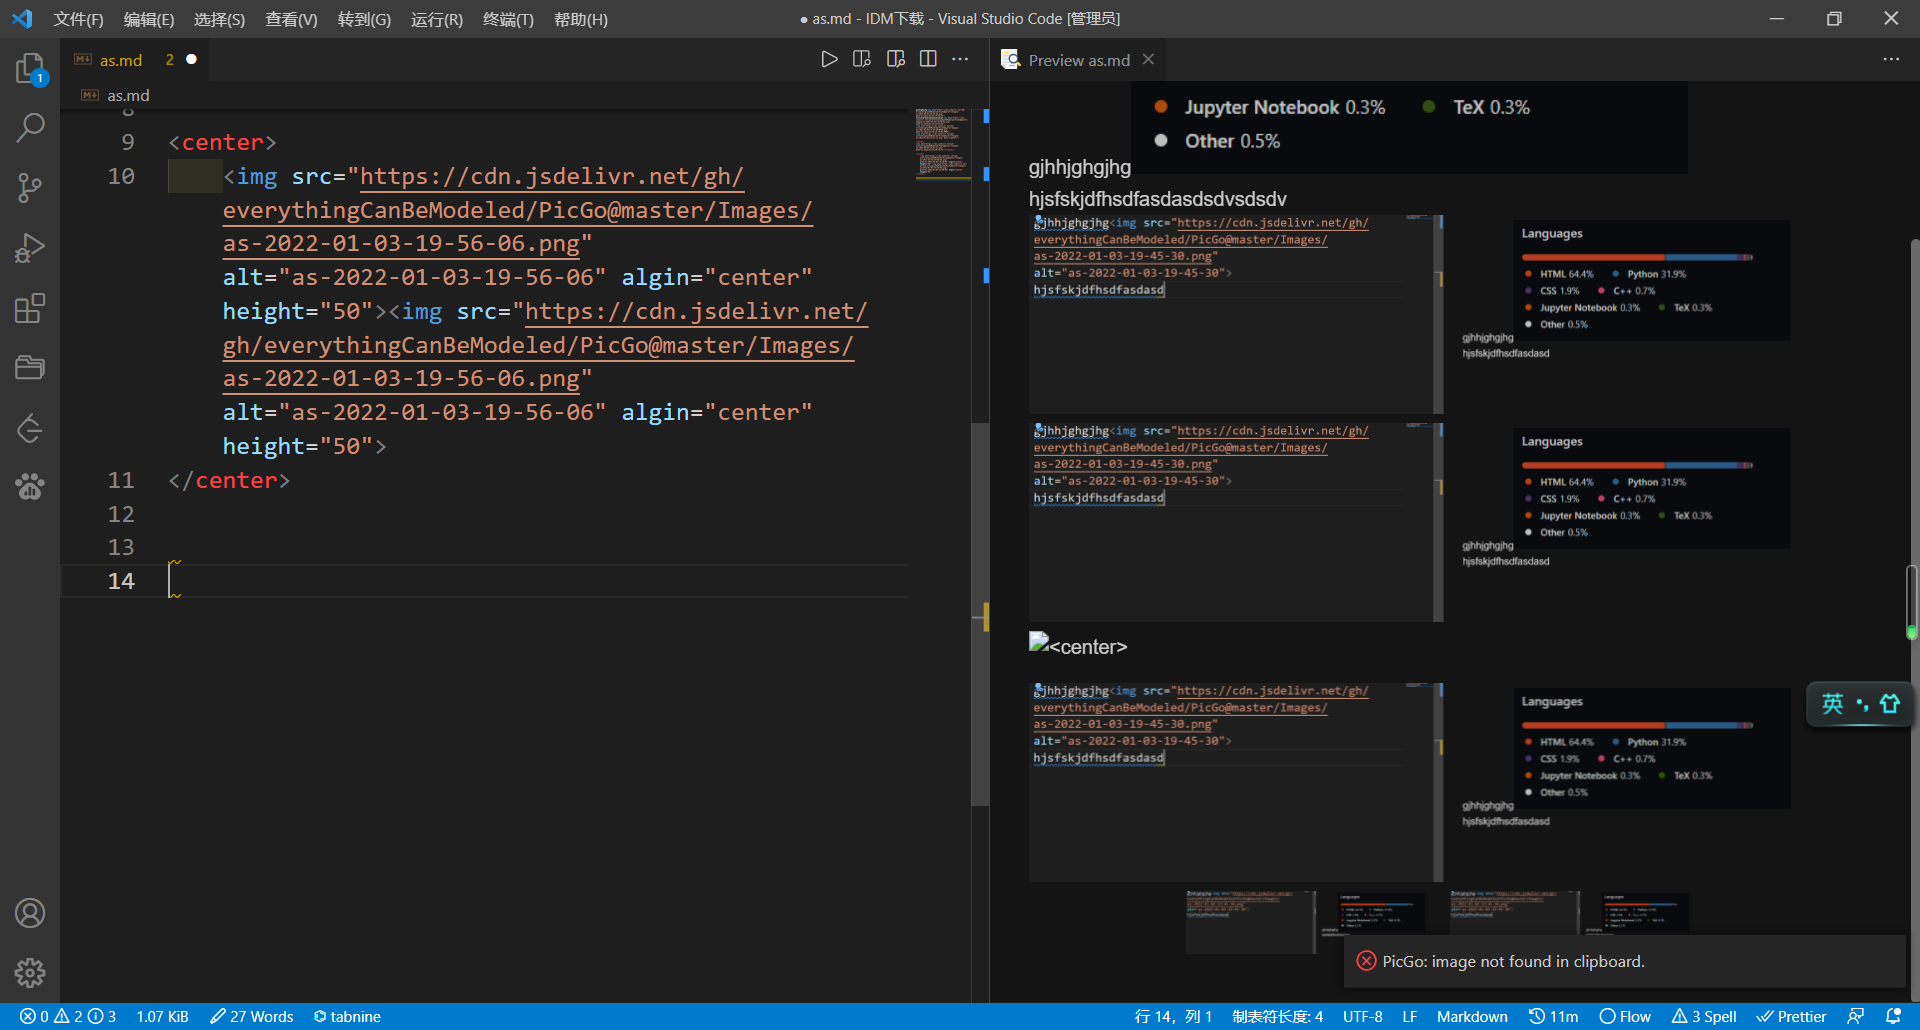 文件(F) 编辑(E) 选择(S) 查看(V) 转到(G) 运行(R) 终端(T) 帮助(H)
● as.md - IDM下载 - Visual Studio Code [管理员]
as.md 2 ●
as.md
8
9 <center>
10 <img src="https://cdn.jsdelivr.net/gh/
everythingCanBeModeled/PicGo@master/Images/
as-2022-01-03-19-56-06.png"
alt="as-2022-01-03-19-56-06" algin="center"
height="50"><img src="https://cdn.jsdelivr.net/
gh/everythingCanBeModeled/PicGo@master/Images/
as-2022-01-03-19-56-06.png"
alt="as-2022-01-03-19-56-06" algin="center"
height="50">
11 </center>
12
13
14
1
Preview as.md
Jupyter Notebook 0.3% TeX 0.3%
Other 0.5%
gjhhjghgjhg
hjsfskjdfhsdfasdasdsdvsdsdv
gjhhjghgjhg<img src="https://cdn.jsdelivr.net/gh/
everythingCanBeModeled/PicGo@master/Images/
as-2022-01-03-19-45-30.png"
alt="as-2022-01-03-19-45-30">
hjsfskjdfhsdfasdasd
Languages
HTML 64.4% Python 31.9%
CSS 1.9% C++ 0.7%
Jupyter Notebook 0.3% TeX 0.3%
Other 0.5%
gjhhjghgjhg
hjsfskjdfhsdfasdasd
gjhhjghgjhg<img src="https://cdn.jsdelivr.net/gh/
everythingCanBeModeled/PicGo@master/Images/
as-2022-01-03-19-45-30.png"
alt="as-2022-01-03-19-45-30">
hjsfskjdfhsdfasdasd
Languages
HTML 64.4% Python 31.9%
CSS 1.9% C++ 0.7%
Jupyter Notebook 0.3% TeX 0.3%
Other 0.5%
gjhhjghgjhg
hjsfskjdfhsdfasdasd
<center>
gjhhjghgjhg<img src="https://cdn.jsdelivr.net/gh/
everythingCanBeModeled/PicGo@master/Images/
as-2022-01-03-19-45-30.png"
alt="as-2022-01-03-19-45-30">
hjsfskjdfhsdfasdasd
Languages
HTML 64.4% Python 31.9%
CSS 1.9% C++ 0.7%
Jupyter Notebook 0.3% TeX 0.3%
Other 0.5%
gjhhjghgjhg
hjsfskjdfhsdfasdasd
英
PicGo: image not found in clipboard.
0 2 3 1.07 KiB 27 Words tabnine
行 14，列 1 制表符长度: 4 UTF-8 LF Markdown 11m Flow 3 Spell Prettier